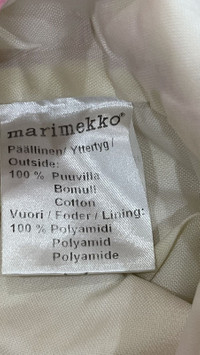 marimekko®
Päällinen/ Yttertyg /
Outside:
100 % Puuvilla
Bomull
Cotton
Vuori / Foder / Lining:
100 % Polyamidi
Polyamid
Polyamide